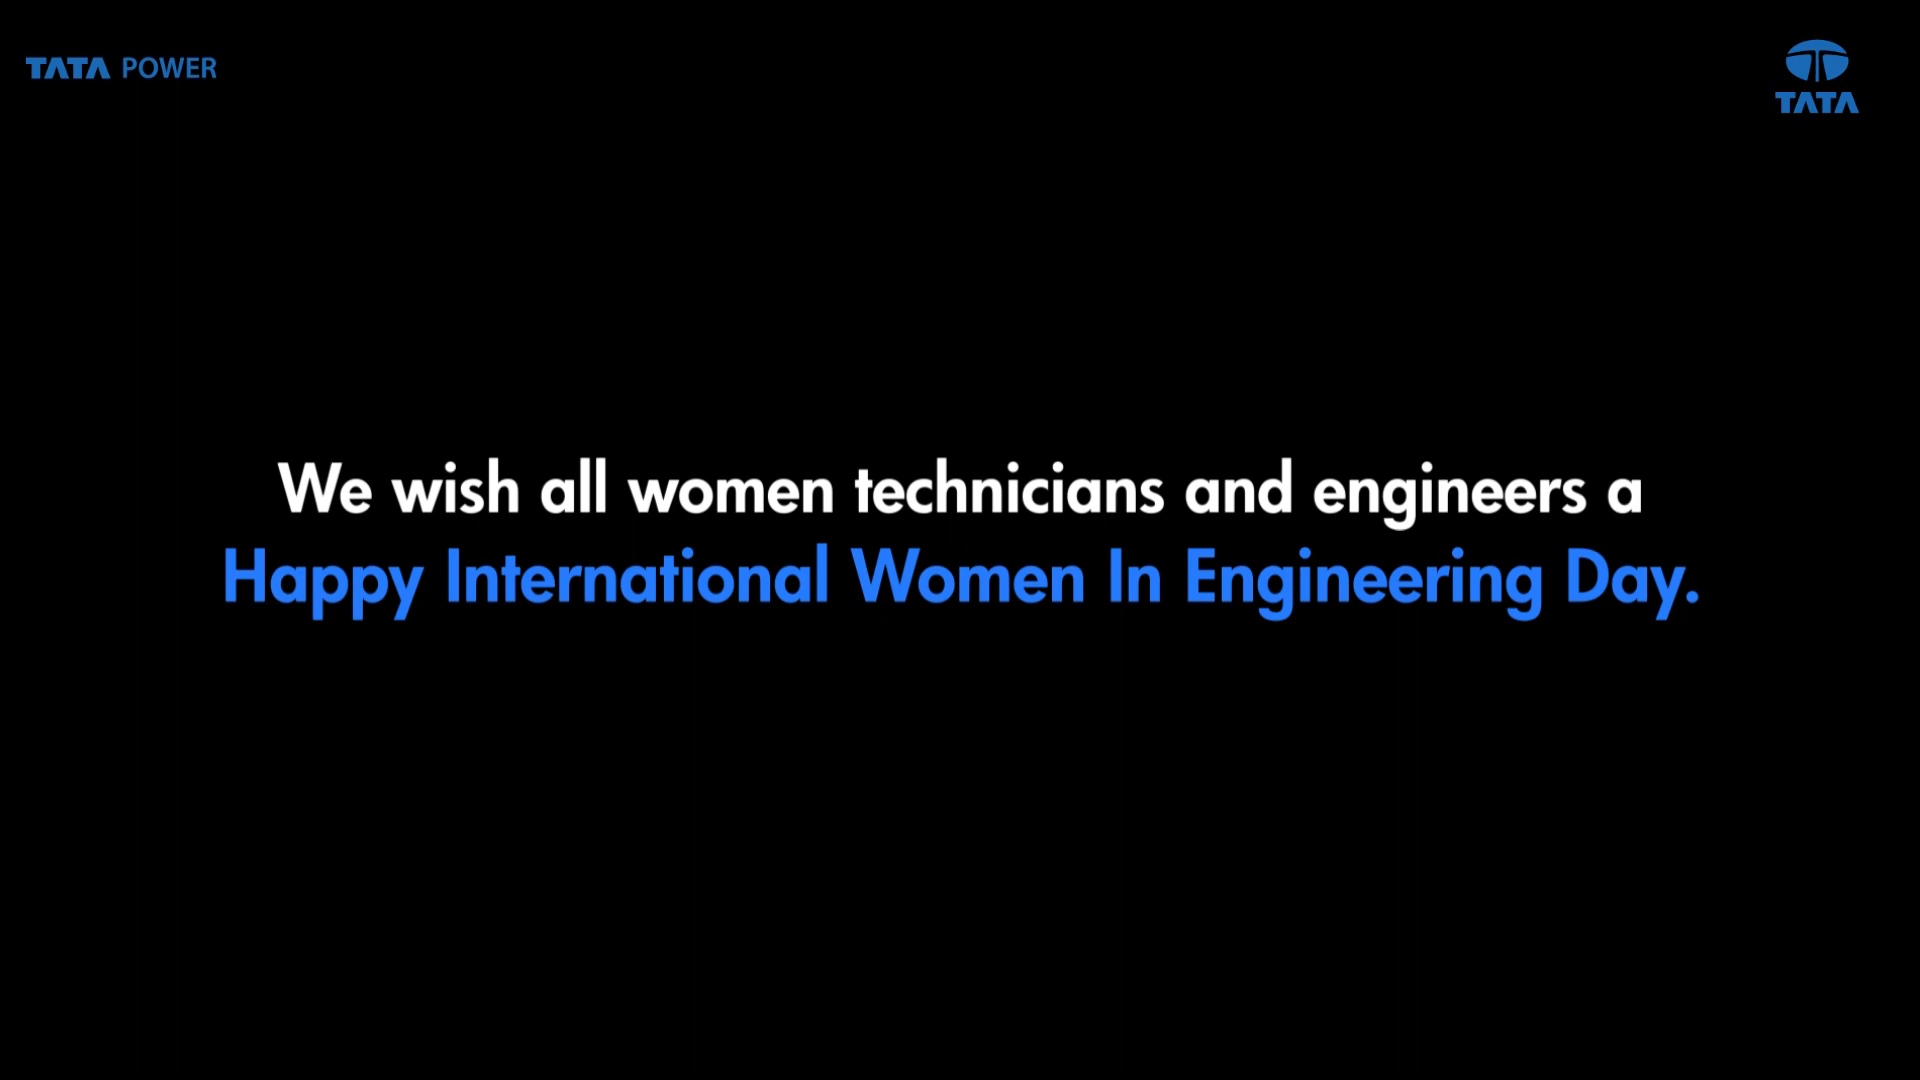 TATA POWER
TATA
We wish all women technicians and engineers a
Happy International Women In Engineering Day.